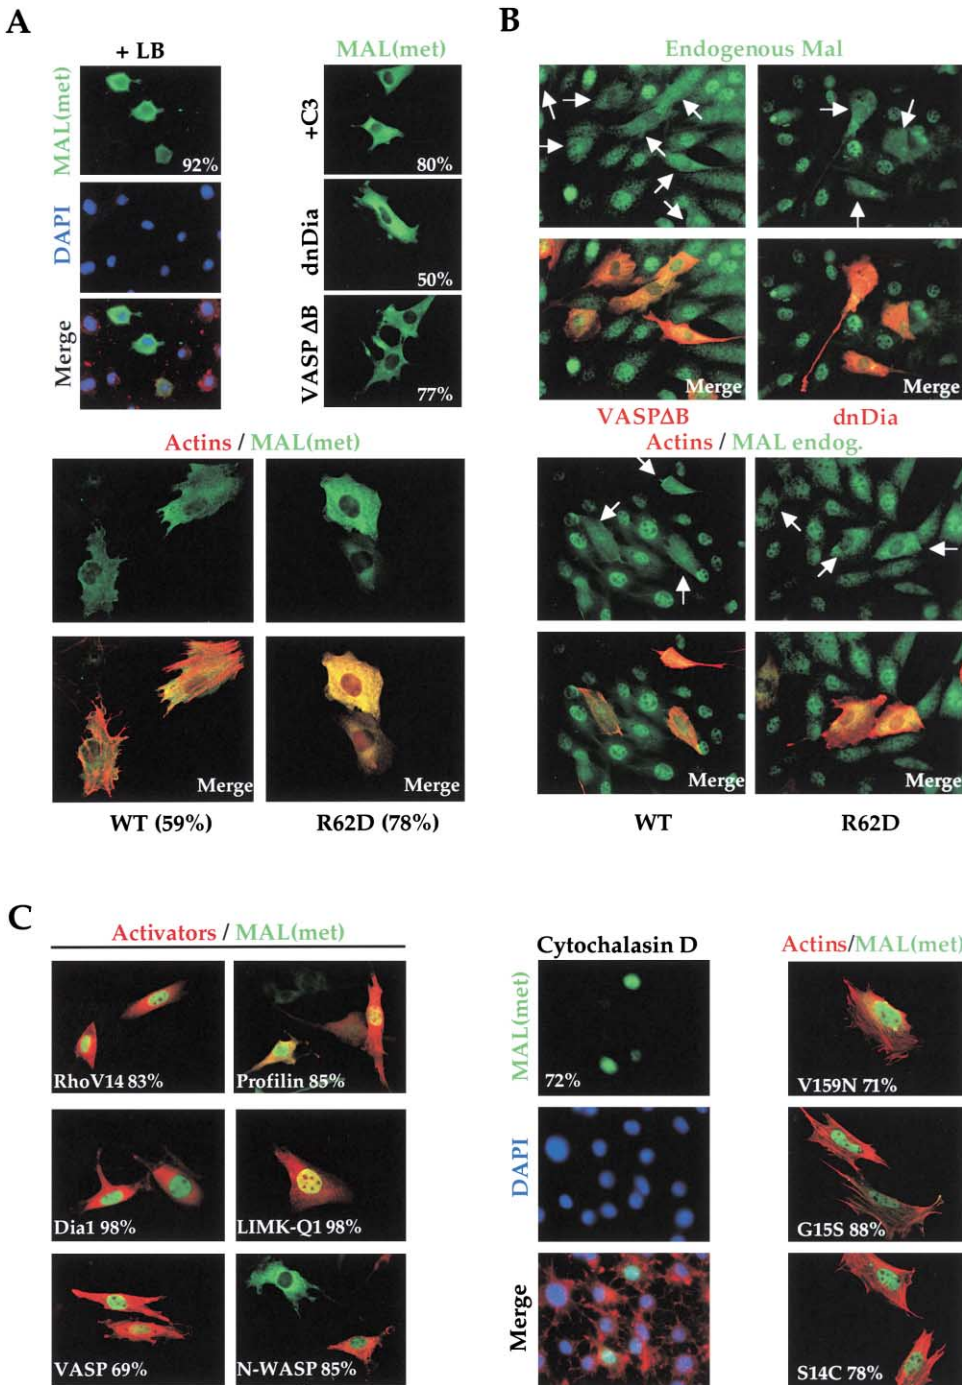 A
+ LB
MAL(met)
92%
DAPI
Merge
MAL(met)
+C3
80%
dnDia
50%
VASP ΔB
77%
Actins / MAL(met)
Merge
Merge
WT (59%)
R62D (78%)
B
Endogenous Mal
Merge
Merge
VASPΔB
dnDia
Actins / MAL endog.
WT
R62D
C
Activators / MAL(met)
RhoV14 83%
Profilin 85%
Dia1 98%
LIMK-Q1 98%
VASP 69%
N-WASP 85%
Cytochalasin D
MAL(met)
72%
DAPI
Merge
Actins/MAL(met)
V159N 71%
G15S 88%
S14C 78%